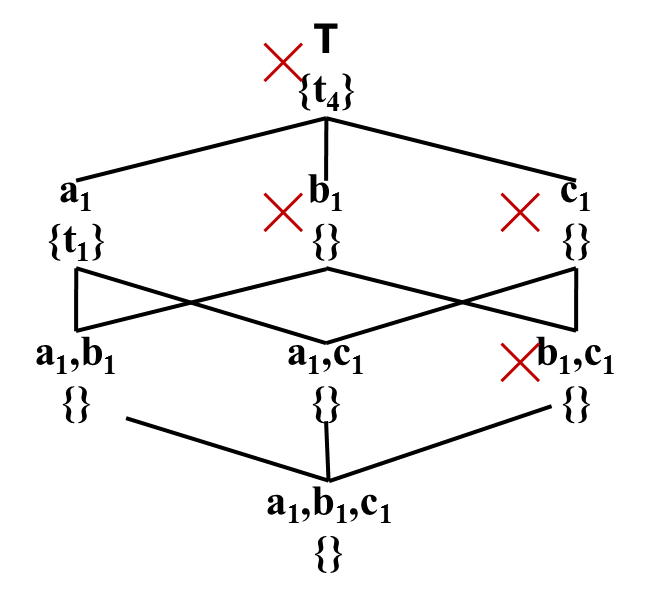 T
{t₄}
a₁ b₁ c₁
{t₁} {} {}
a₁,b₁ a₁,c₁ b₁,c₁
{} {} {}
a₁,b₁,c₁
{}